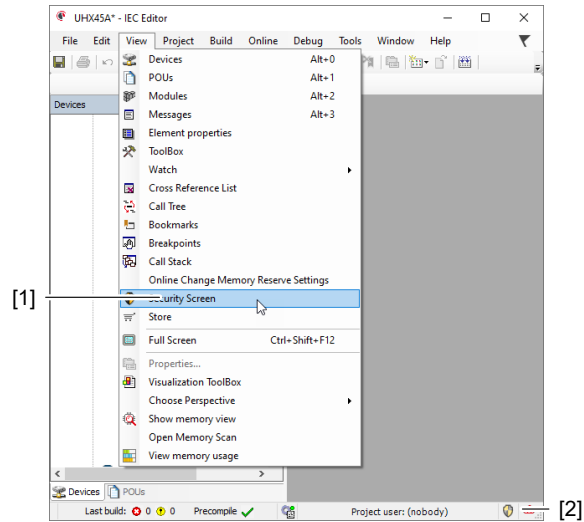 UHX45A* - IEC Editor
File Edit View Project Build Online Debug Tools Window Help
Devices
Devices Alt+0
POUs Alt+1
Modules Alt+2
Messages Alt+3
Element properties
ToolBox
Watch
Cross Reference List
Call Tree
Bookmarks
Breakpoints
Call Stack
Online Change Memory Reserve Settings
[1] Security Screen
Store
Full Screen Ctrl+Shift+F12
Properties...
Visualization ToolBox
Choose Perspective
Show memory view
Open Memory Scan
View memory usage
Devices POUs
Last build: 0 0 Precompile Project user: (nobody) [2]